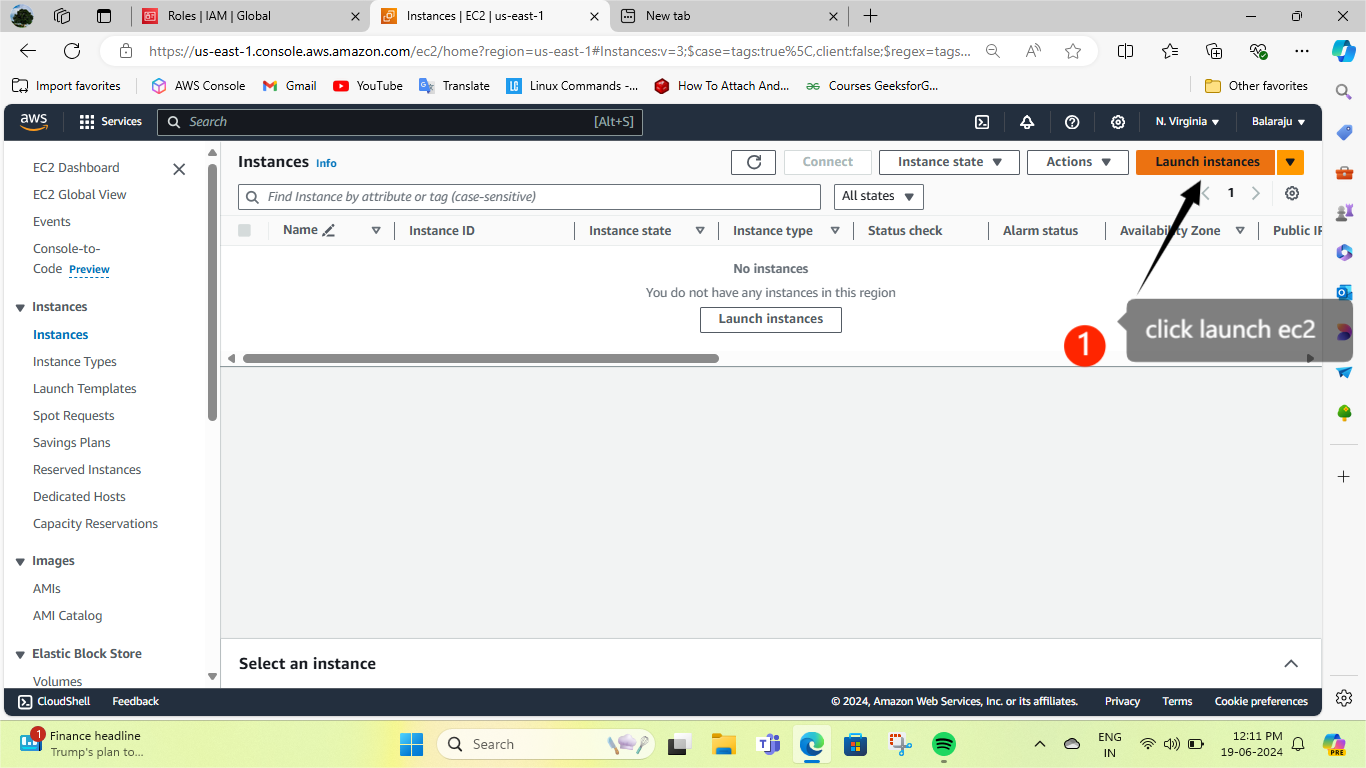 Roles | IAM | Global
Instances | EC2 | us-east-1
New tab
https://us-east-1.console.aws.amazon.com/ec2/home?region=us-east-1#Instances:v=3;$case=tags:true%5C,client:false;$regex=tags...
Import favorites
AWS Console
Gmail
YouTube
Translate
LC
Linux Commands -...
How To Attach And...
Courses GeeksforG...
Other favorites
aws
Services
Search
[Alt+S]
N. Virginia
Balaraju
EC2 Dashboard
EC2 Global View
Events
Console-to-
Code Preview
Instances
Instances
Instance Types
Launch Templates
Spot Requests
Savings Plans
Reserved Instances
Dedicated Hosts
Capacity Reservations
Images
AMIs
AMI Catalog
Elastic Block Store
Volumes
Instances Info
Connect
Instance state
Actions
Launch instances
Find Instance by attribute or tag (case-sensitive)
All states
1
Name
Instance ID
Instance state
Instance type
Status check
Alarm status
Availability Zone
Public IP
No instances
You do not have any instances in this region
Launch instances
1
click launch ec2
Select an instance
CloudShell
Feedback
© 2024, Amazon Web Services, Inc. or its affiliates.
Privacy
Terms
Cookie preferences
1
Finance headline
Trump's plan to...
Search
ENG
IN
12:11 PM
19-06-2024
PRE